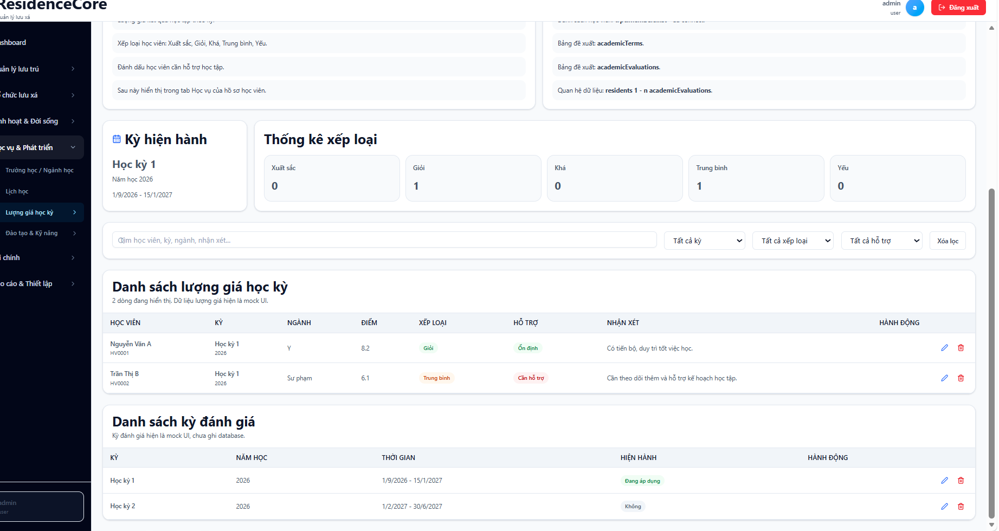 ResidenceCore
uản lý lưu xá
admin
user
a
Đăng xuất
shboard
uản lý lưu trú
chức lưu xá
nh hoạt & Đời sống
ọc vụ & Phát triển
Trường học / Ngành học
Lịch học
Lượng giá học kỳ
Đào tạo & Kỹ năng
i chính
o cáo & Thiết lập
admin
user
Xếp loại học viên: Xuất sắc, Giỏi, Khá, Trung bình, Yếu.
Đánh dấu học viên cần hỗ trợ học tập.
Sau này hiển thị trong tab Học vụ của hồ sơ học viên.
Bảng đề xuất: academicTerms.
Bảng đề xuất: academicEvaluations.
Quan hệ dữ liệu: residents 1 - n academicEvaluations.
Kỳ hiện hành
Học kỳ 1
Năm học 2026
1/9/2026 - 15/1/2027
Thống kê xếp loại
Xuất sắc
0
Giỏi
1
Khá
0
Trung bình
1
Yếu
0
Tìm học viên, kỳ, ngành, nhận xét...
Tất cả kỳ
Tất cả xếp loại
Tất cả hỗ trợ
Xóa lọc
Danh sách lượng giá học kỳ
2 dòng đang hiển thị. Dữ liệu lượng giá hiện là mock UI.
HỌC VIÊN KỲ NGÀNH ĐIỂM XẾP LOẠI HỖ TRỢ NHẬN XÉT HÀNH ĐỘNG
Nguyễn Văn A Học kỳ 1 Y 8.2 Giỏi Ổn định Có tiến bộ, duy trì tốt việc học.
HV0001 2026
Trần Thị B Học kỳ 1 Sư phạm 6.1 Trung bình Cần hỗ trợ Cần theo dõi thêm và hỗ trợ kế hoạch học tập.
HV0002 2026
Danh sách kỳ đánh giá
Kỳ đánh giá hiện là mock UI, chưa ghi database.
KỲ NĂM HỌC THỜI GIAN HIỆN HÀNH HÀNH ĐỘNG
Học kỳ 1 2026 1/9/2026 - 15/1/2027 Đang áp dụng
Học kỳ 2 2026 1/2/2027 - 30/6/2027 Không